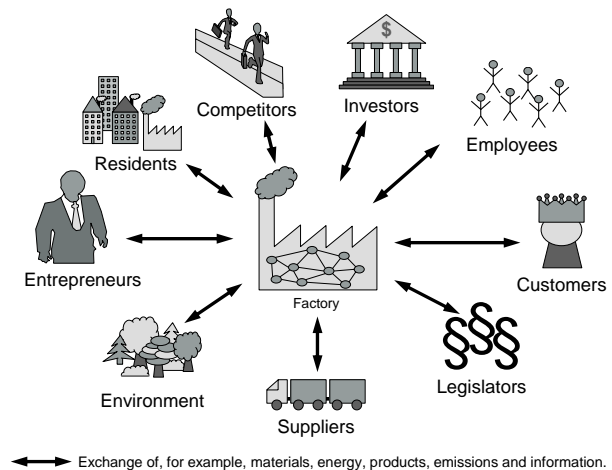 $
Competitors
Investors
Employees
Residents
Entrepreneurs
Factory
Customers
§§§
Environment
Legislators
Suppliers
Exchange of, for example, materials, energy, products, emissions and information.